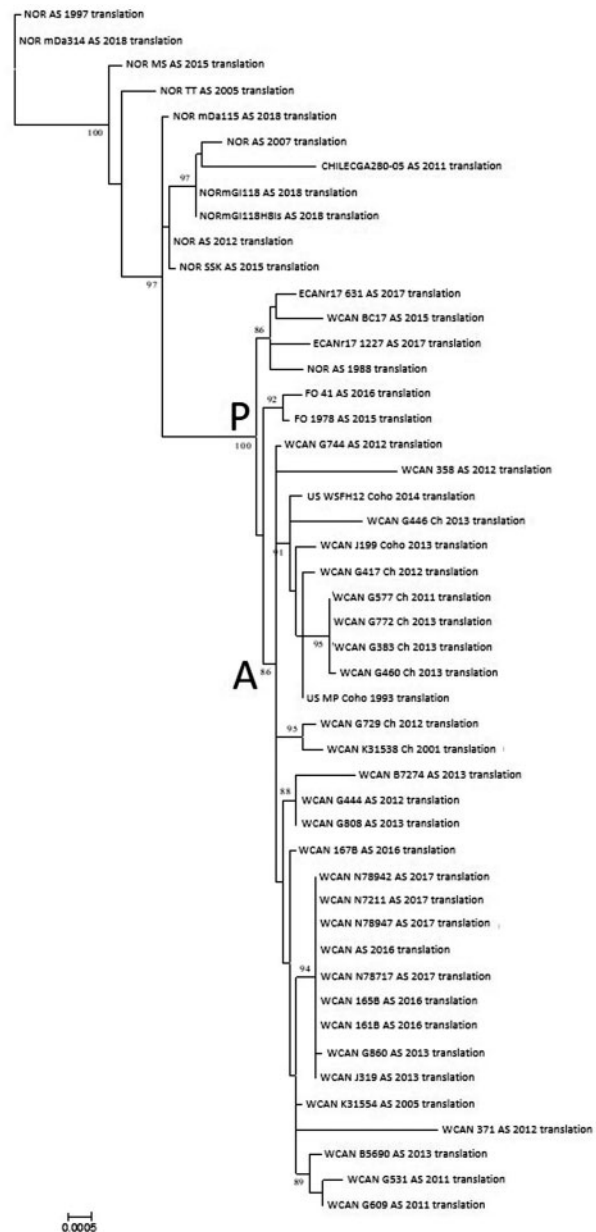 NOR AS 1997 translation
NOR mDa314 AS 2018 translation
NOR MS AS 2015 translation
NOR TT AS 2005 translation
100
NOR mDa115 AS 2018 translation
NOR AS 2007 translation
CHILECGA280-05 AS 2011 translation
97
NORmGI118 AS 2018 translation
NORmGI118H8Is AS 2018 translation
NOR AS 2012 translation
NOR SSK AS 2015 translation
97
ECANr17 631 AS 2017 translation
WCAN BC17 AS 2015 translation
86
ECANr17 1227 AS 2017 translation
NOR AS 1988 translation
FO 41 AS 2016 translation
92
P
FO 1978 AS 2015 translation
100
WCAN G744 AS 2012 translation
WCAN 358 AS 2012 translation
US WSFH12 Coho 2014 translation
WCAN G446 Ch 2013 translation
WCAN J199 Coho 2013 translation
91
WCAN G417 Ch 2012 translation
WCAN G577 Ch 2011 translation
WCAN G772 Ch 2013 translation
95
WCAN G383 Ch 2013 translation
A
86
WCAN G460 Ch 2013 translation
US MP Coho 1993 translation
WCAN G729 Ch 2012 translation
95
WCAN K31538 Ch 2001 translation
WCAN B7274 AS 2013 translation
88
WCAN G444 AS 2012 translation
WCAN G808 AS 2013 translation
WCAN 167B AS 2016 translation
WCAN N78942 AS 2017 translation
WCAN N7211 AS 2017 translation
WCAN N78947 AS 2017 translation
WCAN AS 2016 translation
94
WCAN N78717 AS 2017 translation
WCAN 165B AS 2016 translation
WCAN 161B AS 2016 translation
WCAN G860 AS 2013 translation
WCAN J319 AS 2013 translation
WCAN K31554 AS 2005 translation
WCAN 371 AS 2012 translation
WCAN B5690 AS 2013 translation
89
WCAN G531 AS 2011 translation
WCAN G609 AS 2011 translation
0.0005